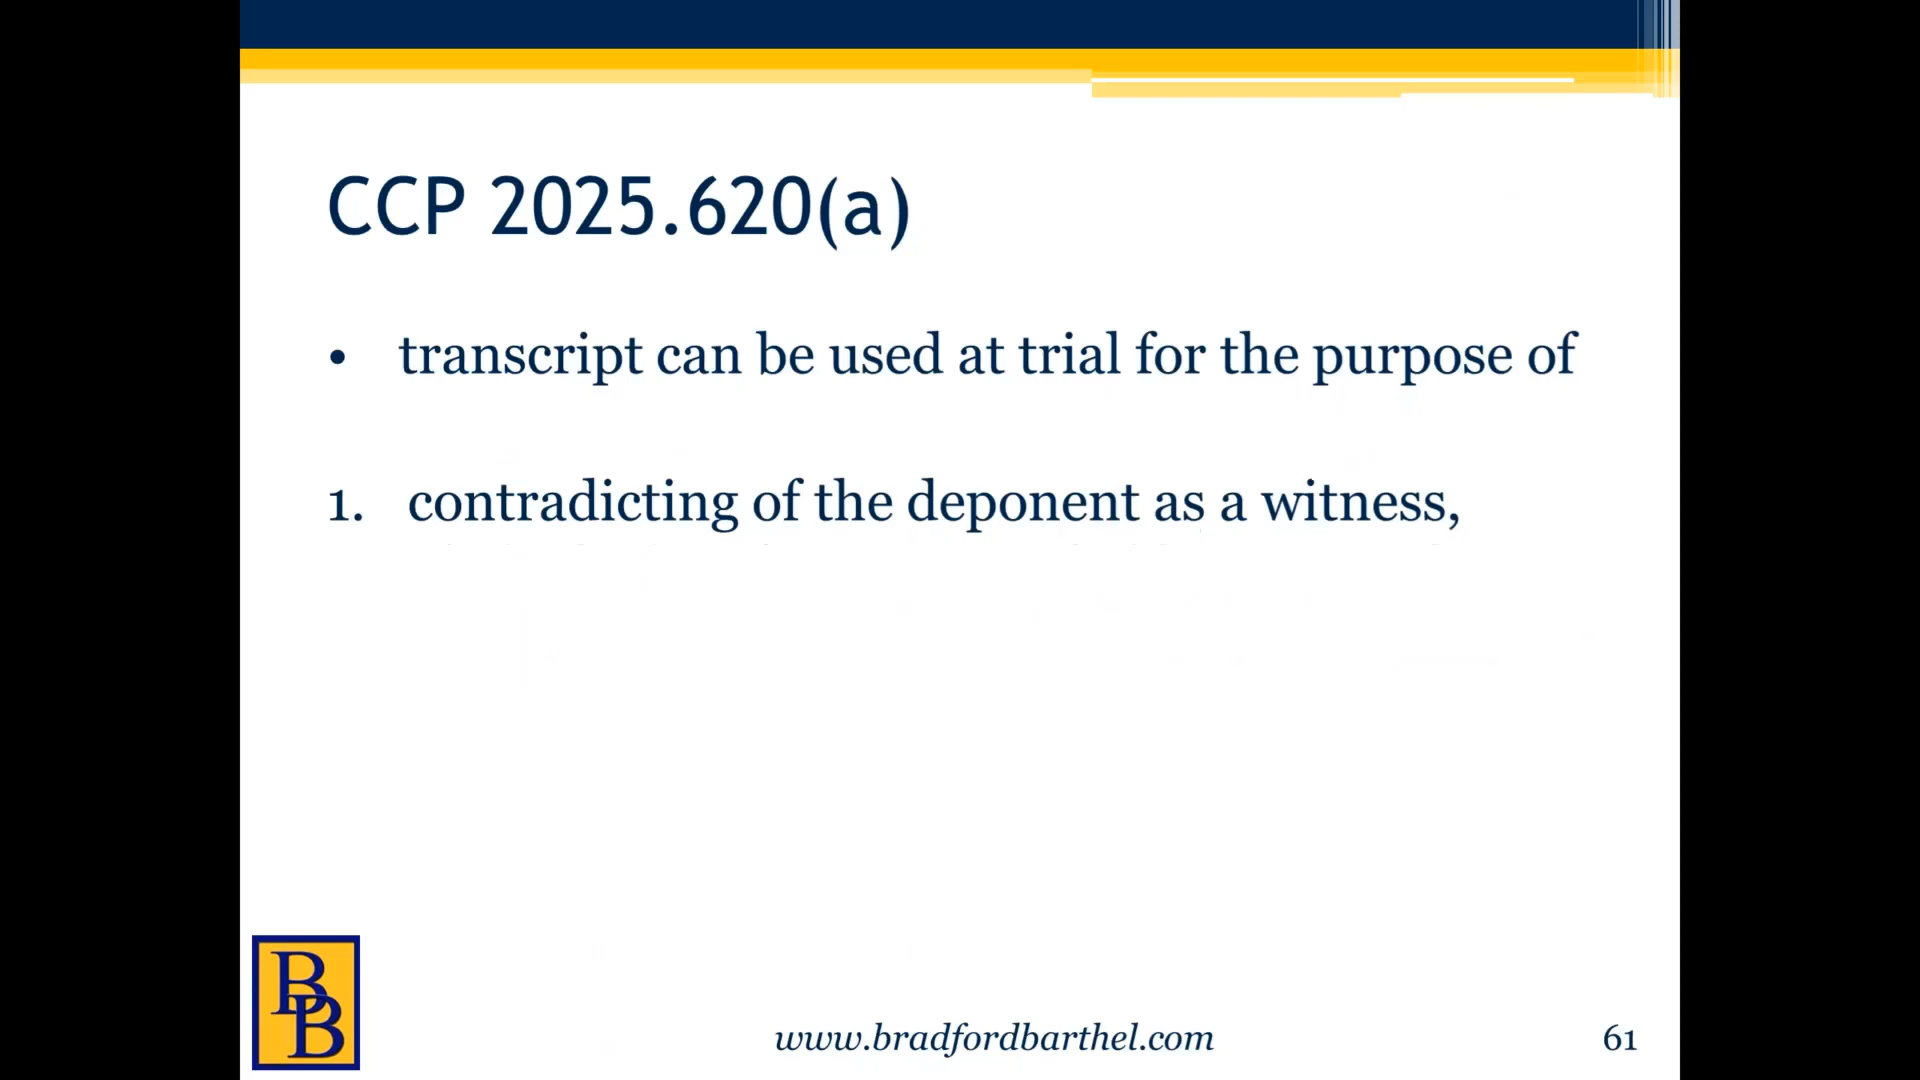 CCP 2025.620(a)
• transcript can be used at trial for the purpose of
1. contradicting of the deponent as a witness,
BB
www.bradfordbarthel.com
61